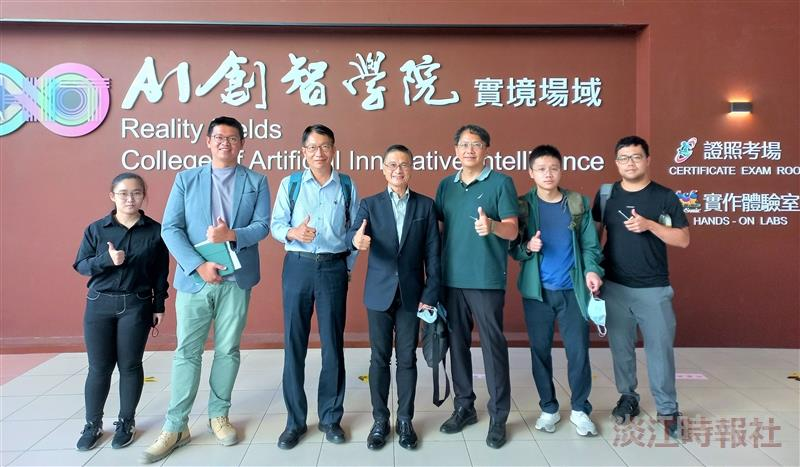 AI創智學院 實境場域
Reality Fields
College of Artificial Innovative Intelligence
證照考場
CERTIFICATE EXAM ROO
實作體驗室
HANDS-ON LABS
淡江時報社